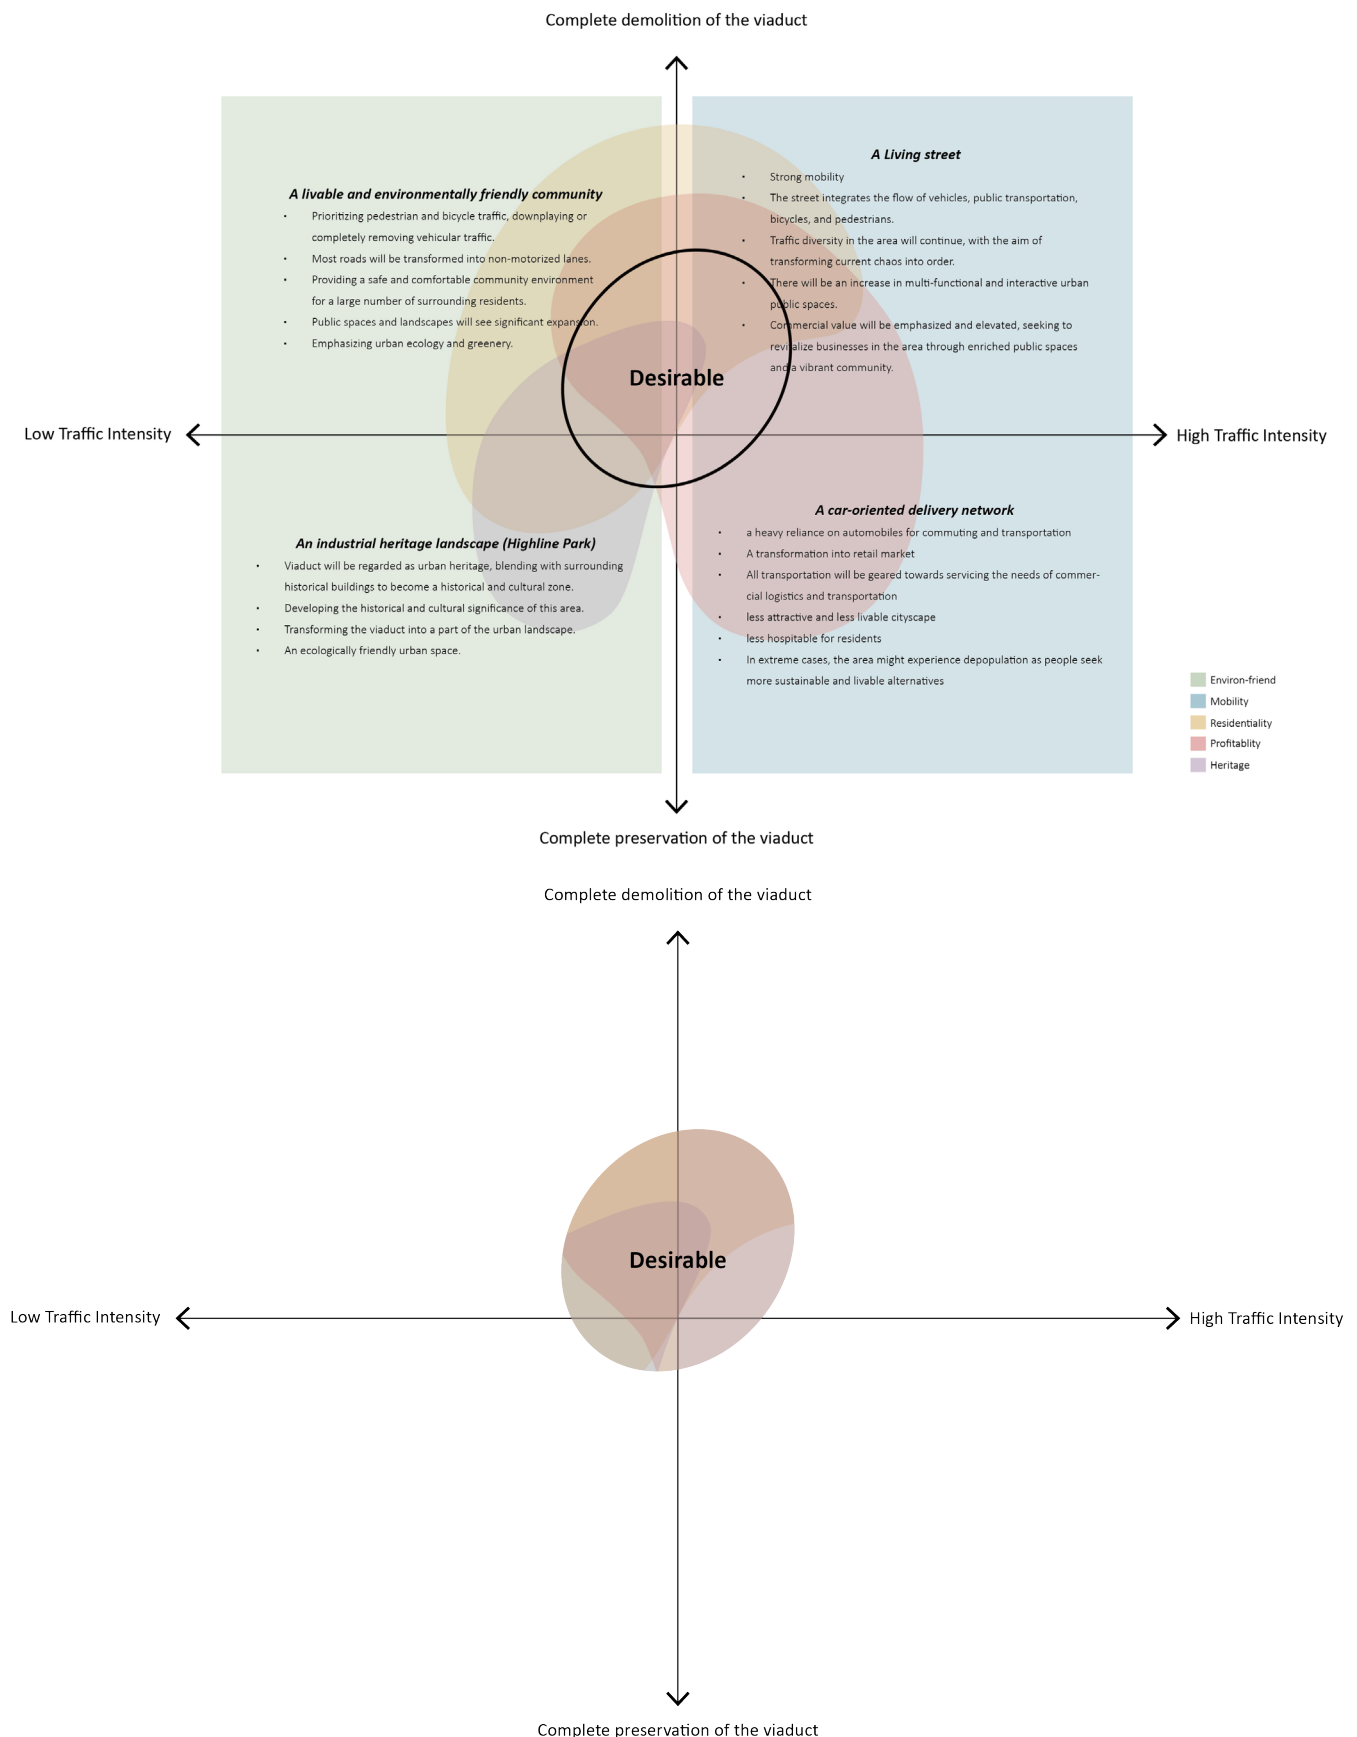 Complete demolition of the viaduct
A livable and environmentally friendly community
• Prioritizing pedestrian and bicycle traffic, downplaying or
completely removing vehicular traffic.
• Most roads will be transformed into non-motorized lanes.
• Providing a safe and comfortable community environment
for a large number of surrounding residents.
• Public spaces and landscapes will see significant expansion.
• Emphasizing urban ecology and greenery.
A Living street
• Strong mobility
• The street integrates the flow of vehicles, public transportation,
bicycles, and pedestrians.
• Traffic diversity in the area will continue, with the aim of
transforming current chaos into order.
• There will be an increase in multi-functional and interactive urban
public spaces.
• Commercial value will be emphasized and elevated, seeking to
revitalize businesses in the area through enriched public spaces
and a vibrant community.
Desirable
Low Traffic Intensity
High Traffic Intensity
An industrial heritage landscape (Highline Park)
• Viaduct will be regarded as urban heritage, blending with surrounding
historical buildings to become a historical and cultural zone.
• Developing the historical and cultural significance of this area.
• Transforming the viaduct into a part of the urban landscape.
• An ecologically friendly urban space.
A car-oriented delivery network
• a heavy reliance on automobiles for commuting and transportation
• A transformation into retail market
• All transportation will be geared towards servicing the needs of commer-
cial logistics and transportation
• less attractive and less livable cityscape
• less hospitable for residents
• In extreme cases, the area might experience depopulation as people seek
more sustainable and livable alternatives
Environ-friend
Mobility
Residentiality
Profitablity
Heritage
Complete preservation of the viaduct
Complete demolition of the viaduct
Desirable
Low Traffic Intensity
High Traffic Intensity
Complete preservation of the viaduct